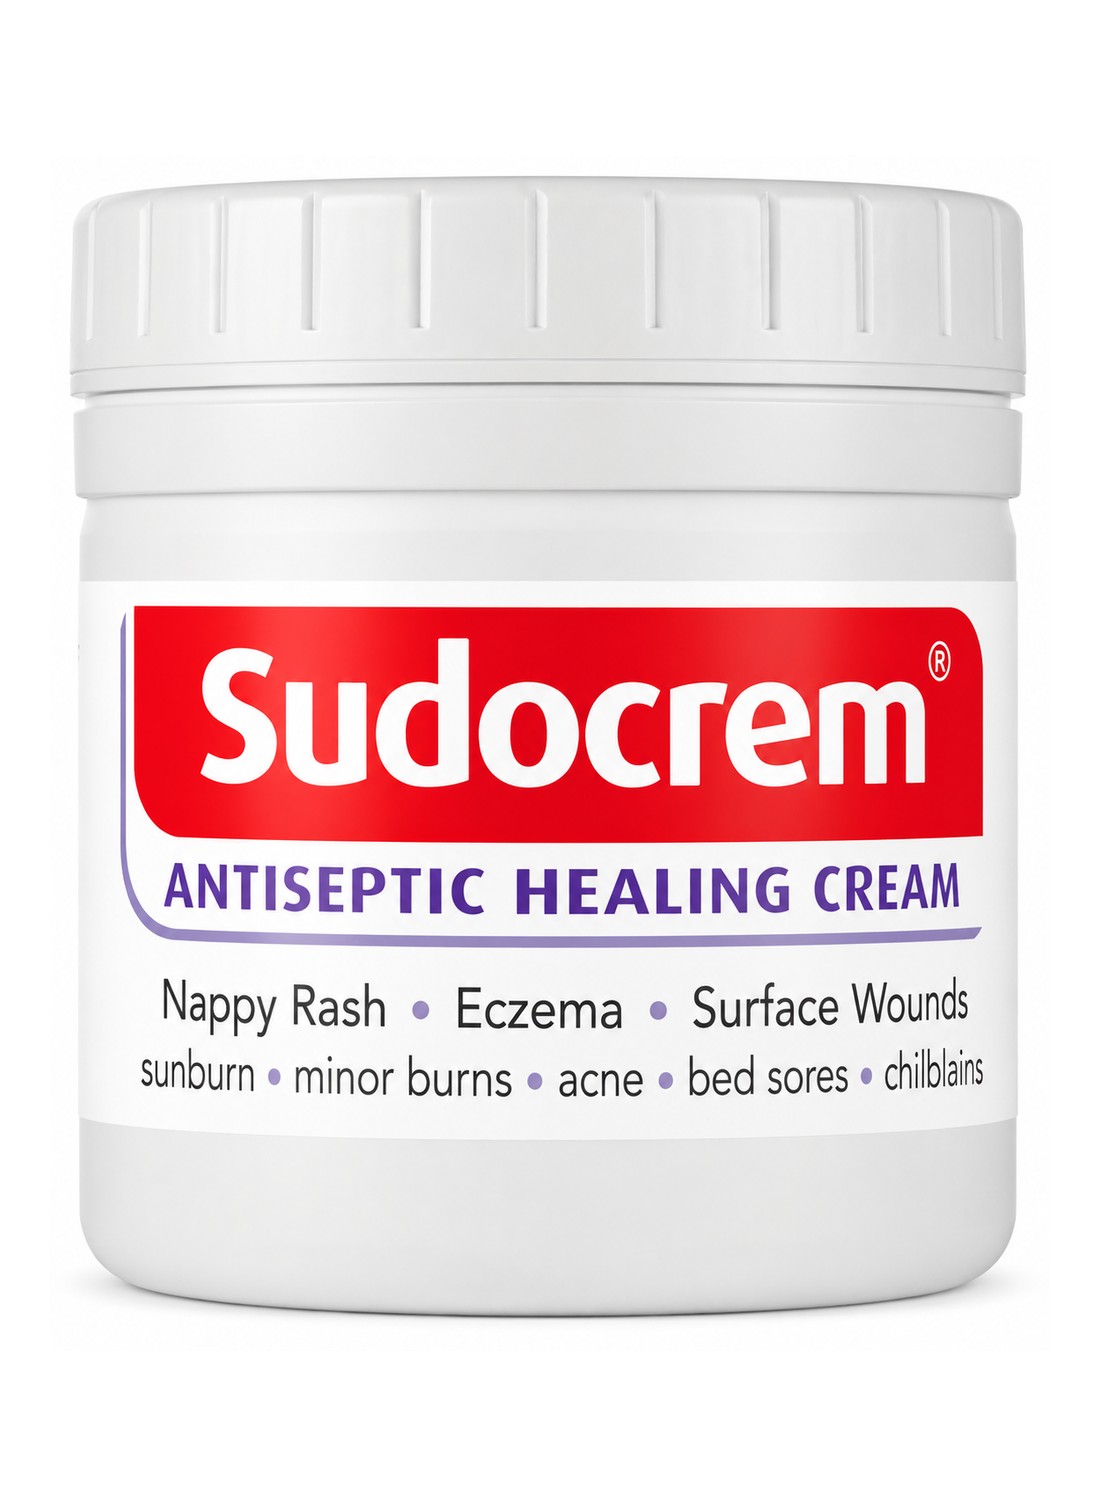 Sudocrem®
ANTISEPTIC HEALING CREAM
Nappy Rash • Eczema • Surface Wounds
sunburn • minor burns • acne • bed sores • chilblains